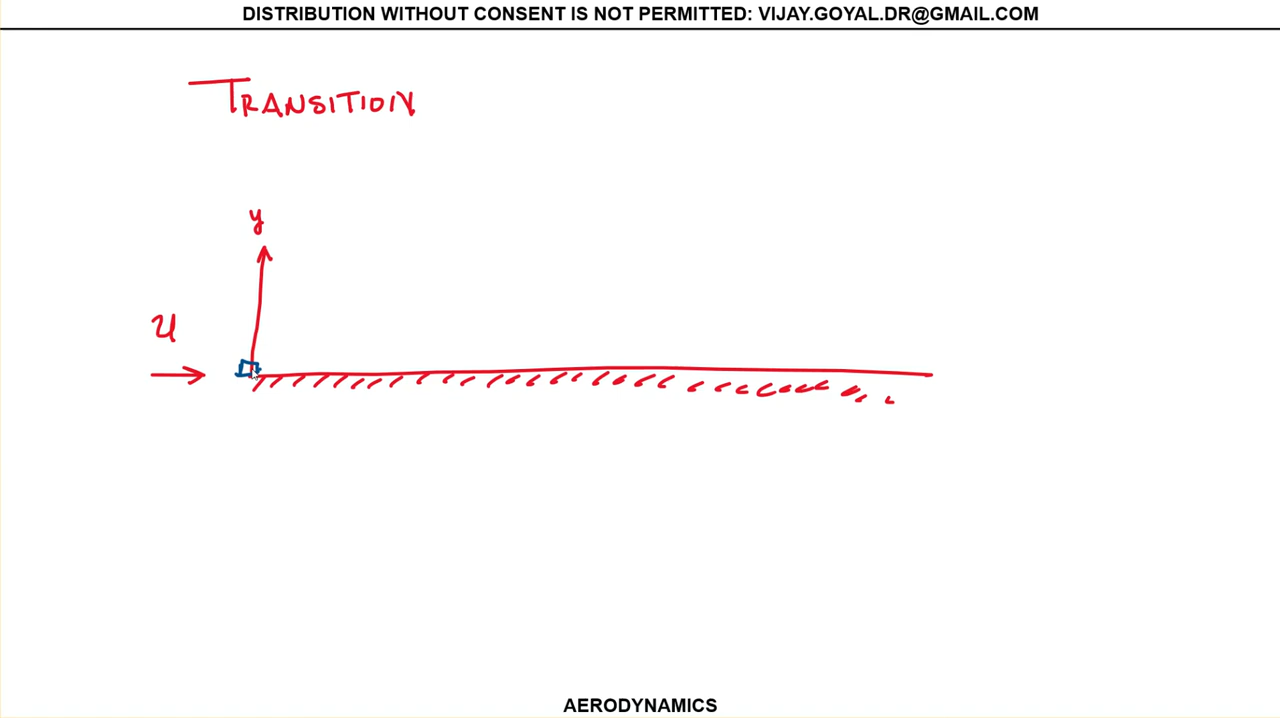 DISTRIBUTION WITHOUT CONSENT IS NOT PERMITTED: VIJAY.GOYAL.DR@GMAIL.COM
TRANSITION
y
U
AERODYNAMICS